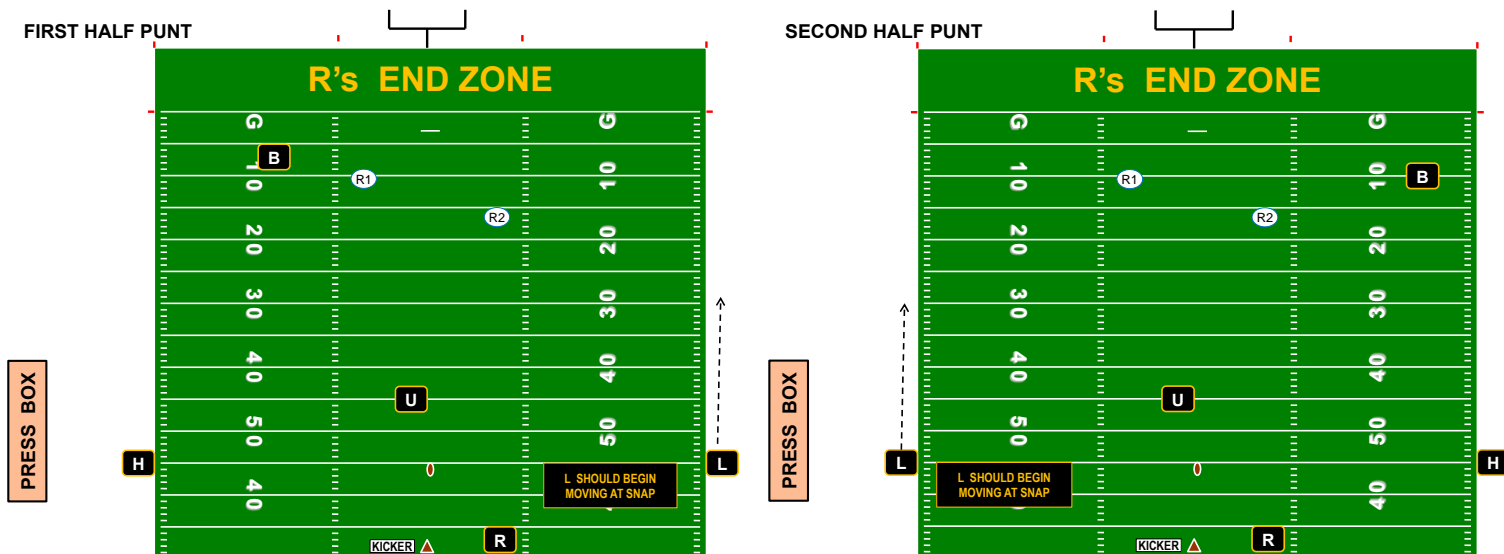 FIRST HALF PUNT
R's END ZONE
G G
B
10 10
R1
R2
20 20
30 30
40 40
U
50 50
PRESS BOX
H
L
L SHOULD BEGIN
MOVING AT SNAP
40
R
KICKER
SECOND HALF PUNT
R's END ZONE
G G
B
10 10
R1
R2
20 20
30 30
40 40
U
50 50
PRESS BOX
L
H
L SHOULD BEGIN
MOVING AT SNAP
40
R
KICKER